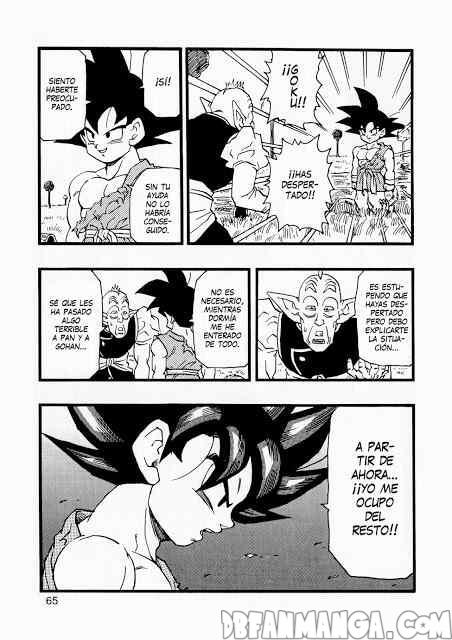 ¡¡
GO
KU!!
¡¡HAS
DESPER-
TADO!!
¡SÍ!
SIENTO
HABERTE
PREOCU-
PADO.
SIN TU
AYUDA
NO LO
HABRÍA
CONSE-
GUIDO.
ES ESTU-
PENDO QUE
HAYAS DES-
PERTADO
PERO DEBO
EXPLICARTE
LA SITUA-
CIÓN...
NO ES
NECESARIO,
MIENTRAS
DORMÍA
ME HE
ENTERADO
DE TODO.
SÉ QUE LES
HA PASADO
ALGO
TERRIBLE
A PAN Y A
GOHAN...
A PAR-
TIR DE
AHORA...
¡¡YO ME
OCUPO
DEL
RESTO!!
65
DBFANMANGA.COM